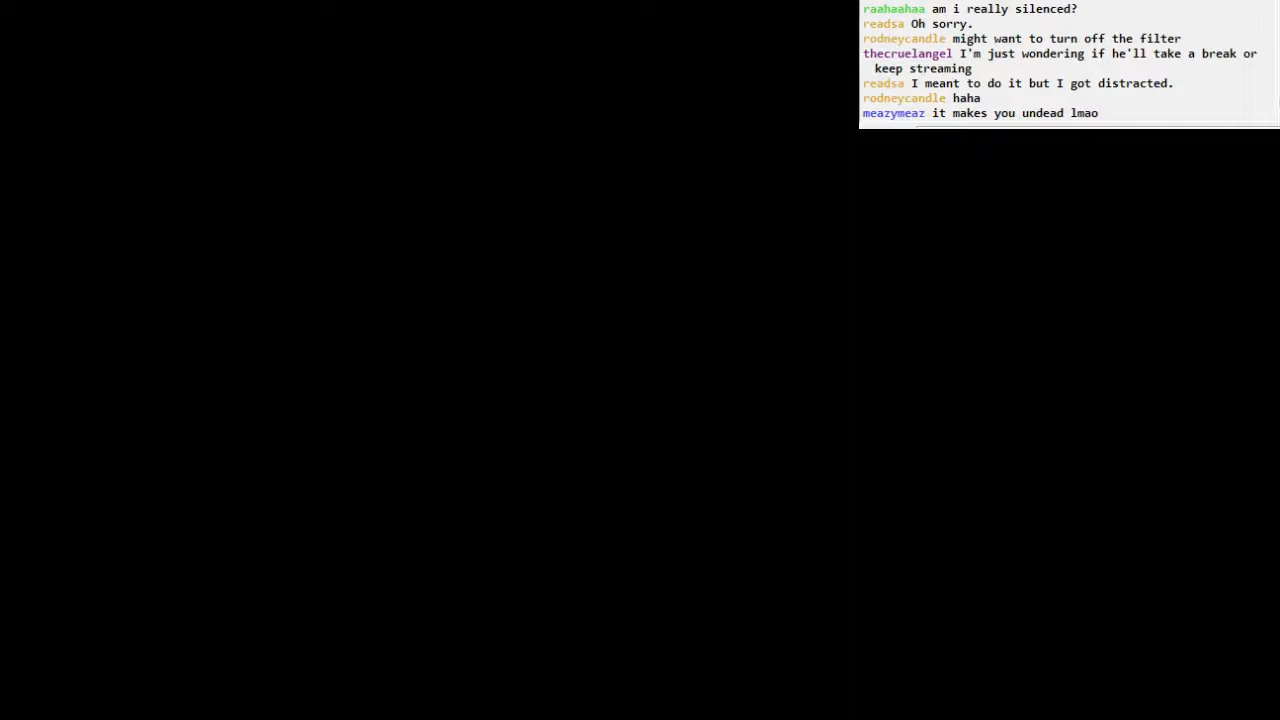 raahaahaa am i really silenced?
readsa Oh sorry.
rodneycandle might want to turn off the filter
thecruelangel I'm just wondering if he'll take a break or
keep streaming
readsa I meant to do it but I got distracted.
rodneycandle haha
meazymeaz it makes you undead lmao